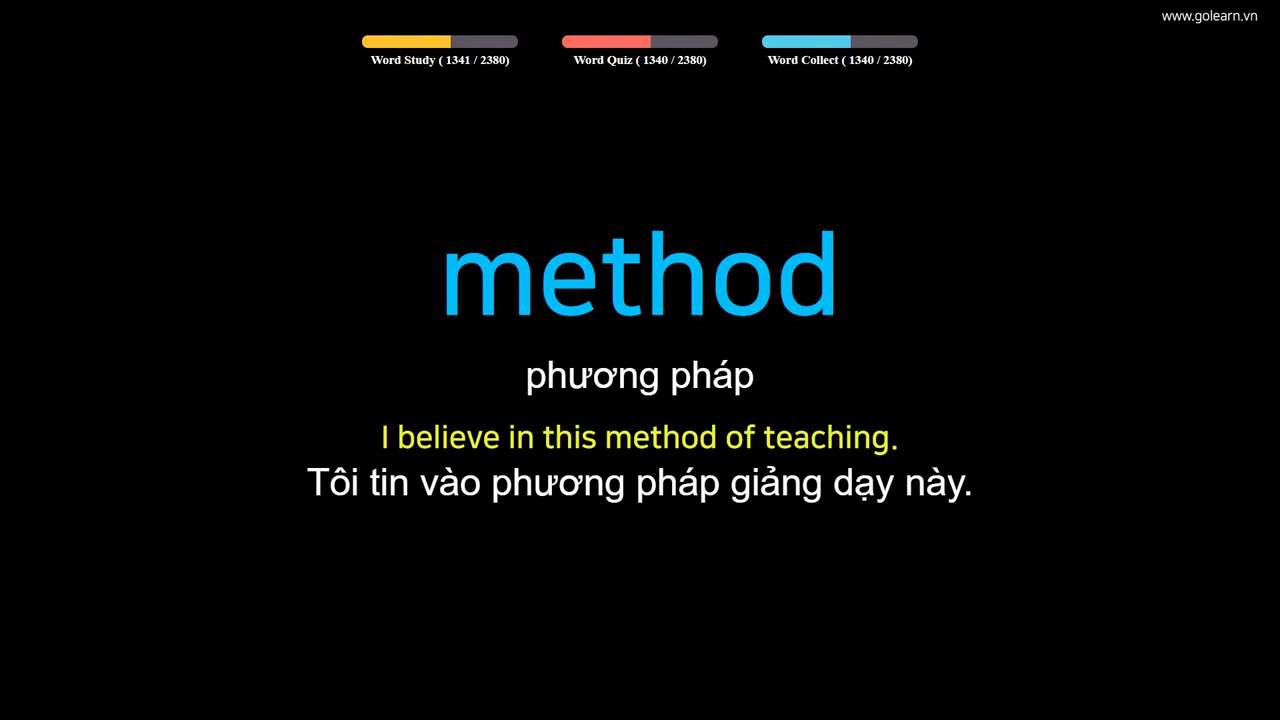 www.golearn.vn
Word Study ( 1341 / 2380)
Word Quiz ( 1340 / 2380)
Word Collect ( 1340 / 2380)
method
phương pháp
I believe in this method of teaching.
Tôi tin vào phương pháp giảng dạy này.